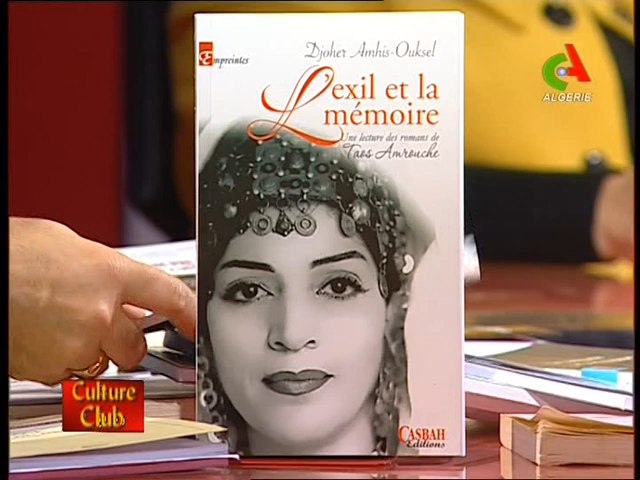 Empreintes
Djoher Amhis-Ouksel
L'exil et la
mémoire
Une lecture des romans de
Taos Amrouche
ALGERIE
Culture
Club
CASBAH
Editions